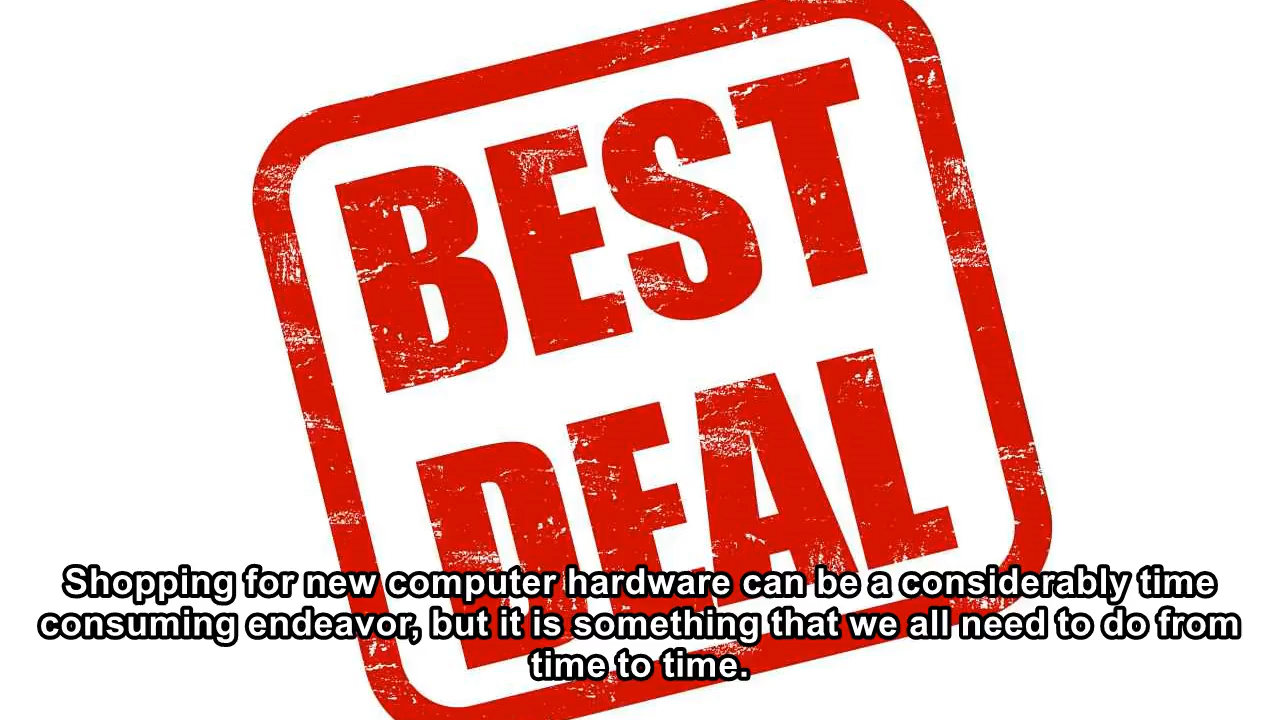 BEST
DEAL
Shopping for new computer hardware can be a considerably time
consuming endeavor, but it is something that we all need to do from
time to time.